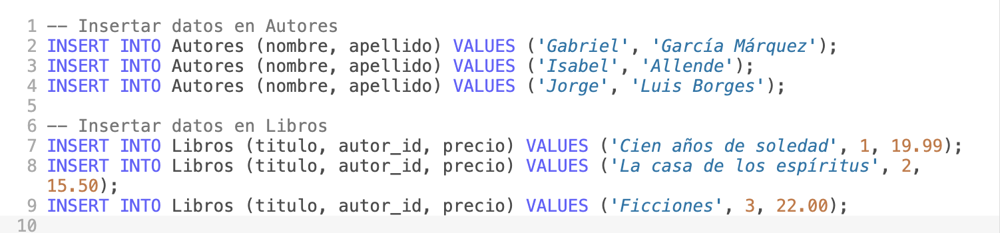 1 -- Insertar datos en Autores
2 INSERT INTO Autores (nombre, apellido) VALUES ('Gabriel', 'García Márquez');
3 INSERT INTO Autores (nombre, apellido) VALUES ('Isabel', 'Allende');
4 INSERT INTO Autores (nombre, apellido) VALUES ('Jorge', 'Luis Borges');
5
6 -- Insertar datos en Libros
7 INSERT INTO Libros (titulo, autor_id, precio) VALUES ('Cien años de soledad', 1, 19.99);
8 INSERT INTO Libros (titulo, autor_id, precio) VALUES ('La casa de los espíritus', 2,
15.50);
9 INSERT INTO Libros (titulo, autor_id, precio) VALUES ('Ficciones', 3, 22.00);
10